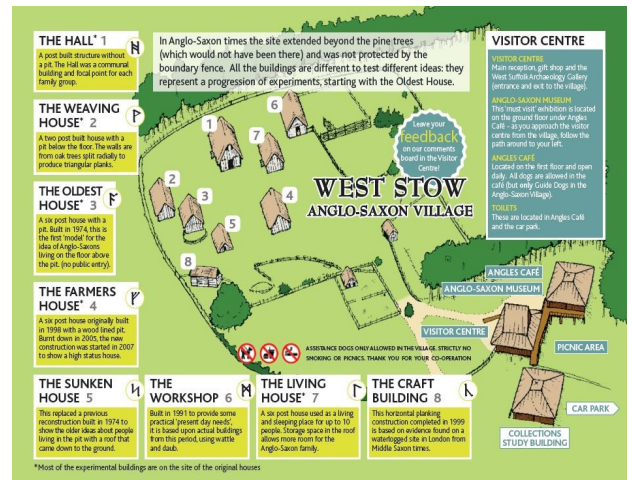 THE HALL* 1
A post built structure without
a pit. The Hall was a communal
building and focal point for each
family group.
THE WEAVING
HOUSE* 2
A two post built house with a
pit below the floor. The walls are
from oak trees split radially to
produce triangular planks.
THE OLDEST
HOUSE* 3
A six post house with a
pit. Built in 1974, this is
the first 'model' for the
idea of Anglo-Saxons
living on the floor above
the pit. (no public entry).
THE FARMERS
HOUSE* 4
A six post house originally built
in 1998 with a wood lined pit.
Burnt down in 2005, the new
construction was started in 2007
to show a high status house.
THE SUNKEN
HOUSE 5
This replaced a previous
reconstruction built in 1974 to
show the older ideas about people
living in the pit with a roof that
came down to the ground.
THE
WORKSHOP 6
Built in 1991 to provide some
practical 'present day needs',
it is based upon actual buildings
from this period, using wattle
and daub.
THE LIVING
HOUSE* 7
A six post house used as a living
and sleeping place for up to 10
people. Storage space in the roof
allows more room for the
Anglo-Saxon family.
THE CRAFT
BUILDING 8
This horizontal planking
construction completed in 1999
is based on evidence found on a
waterlogged site in London from
Middle Saxon times.
*Most of the experimental buildings are on the site of the original houses
In Anglo-Saxon times the site extended beyond the pine trees
(which would not have been there) and was not protected by the
boundary fence. All the buildings are different to test different ideas: they
represent a progression of experiments, starting with the Oldest House.
6
1
7
2
3
4
5
8
Leave your
feedback
on our comments
board in the Visitor
Centre!
WEST STOW
ANGLO-SAXON VILLAGE
ASSISTANCE DOGS ONLY ALLOWED IN THE VILLAGE. STRICTLY NO
SMOKING OR PICNICS. THANK YOU FOR YOUR CO-OPERATION
VISITOR CENTRE
VISITOR CENTRE
Main reception, gift shop and the
West Suffolk Archaeology Gallery
(entrance and exit to the village).
ANGLO-SAXON MUSEUM
This 'must visit' exhibition is located
on the ground floor under Angles
Café - as you approach the visitor
centre from the village, follow the
path around to your left.
ANGLES CAFÉ
Located on the first floor and open
daily. All dogs are allowed in the
café (but only Guide Dogs in the
Anglo-Saxon Village).
TOILETS
These are located in Angles Café
and the car park.
ANGLES CAFÉ
ANGLO-SAXON MUSEUM
VISITOR CENTRE
PICNIC AREA
CAR PARK
COLLECTIONS
STUDY BUILDING